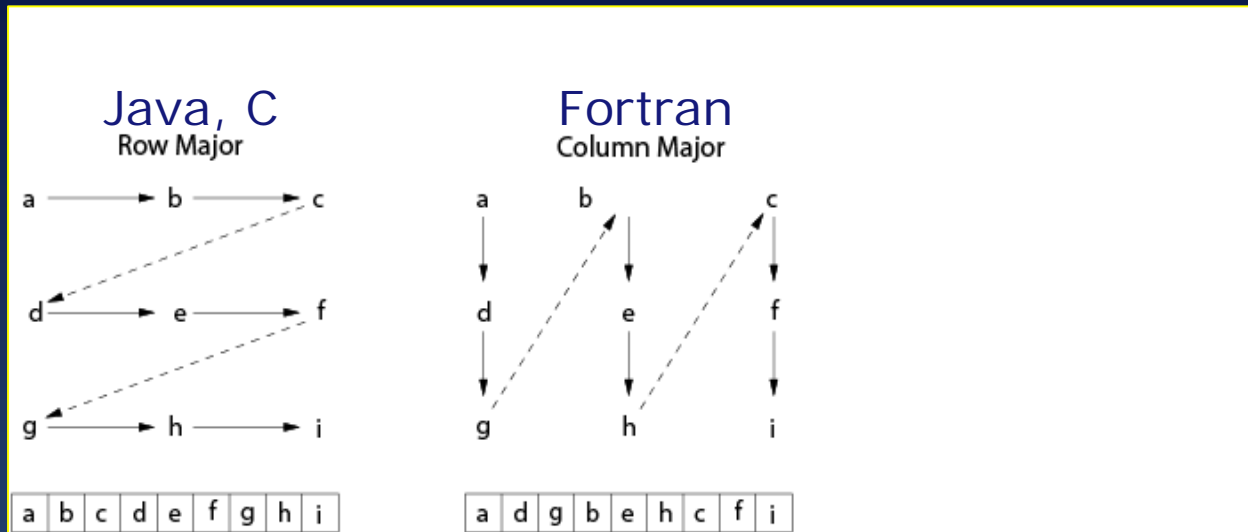 Java, C
Row Major
a b c
d e f
g h i
a b c d e f g h i
Fortran
Column Major
a b c
d e f
g h i
a d g b e h c f i